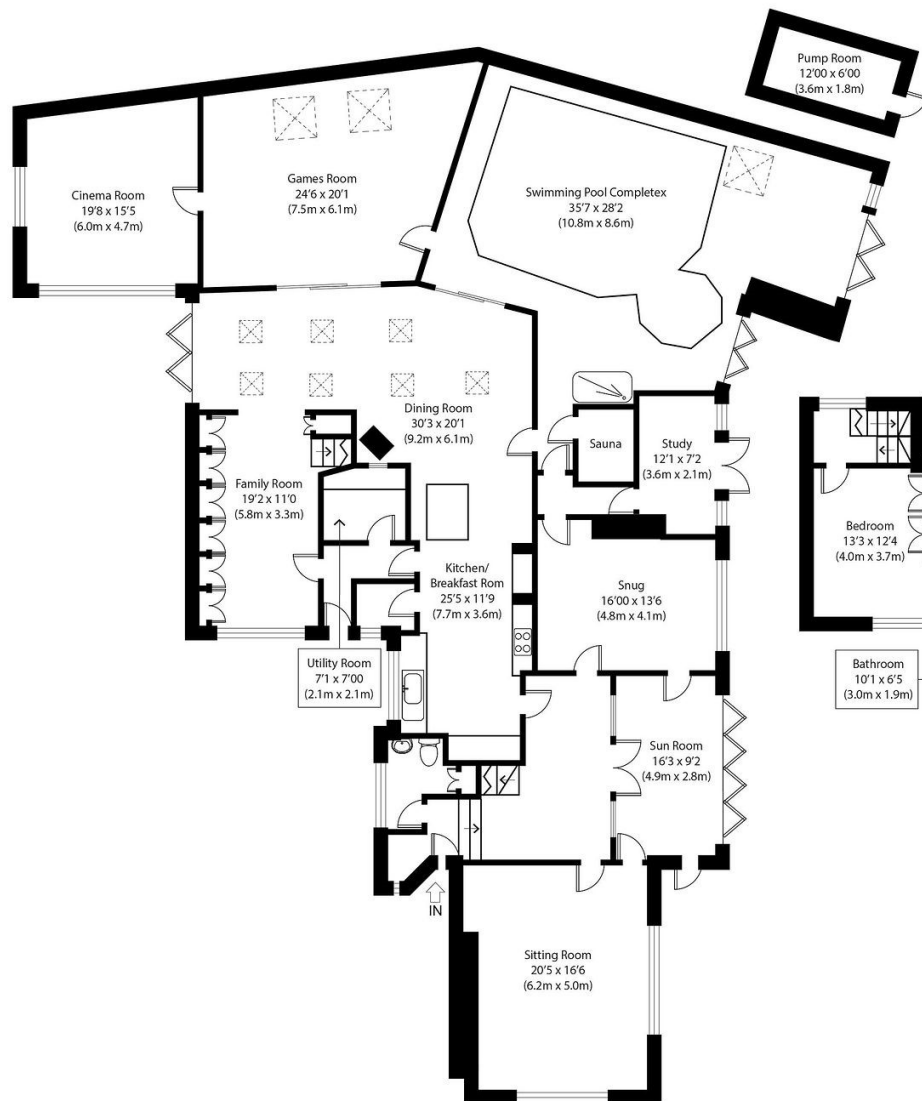 Pump Room
12'00 x 6'00
(3.6m x 1.8m)
Cinema Room
19'8 x 15'5
(6.0m x 4.7m)
Games Room
24'6 x 20'1
(7.5m x 6.1m)
Swimming Pool Completex
35'7 x 28'2
(10.8m x 8.6m)
Dining Room
30'3 x 20'1
(9.2m x 6.1m)
Sauna
Study
12'1 x 7'2
(3.6m x 2.1m)
Family Room
19'2 x 11'0
(5.8m x 3.3m)
Bedroom
13'3 x 12'4
(4.0m x 3.7m)
Kitchen/
Breakfast Rom
25'5 x 11'9
(7.7m x 3.6m)
Snug
16'00 x 13'6
(4.8m x 4.1m)
Utility Room
7'1 x 7'00
(2.1m x 2.1m)
Bathroom
10'1 x 6'5
(3.0m x 1.9m)
Sun Room
16'3 x 9'2
(4.9m x 2.8m)
IN
Sitting Room
20'5 x 16'6
(6.2m x 5.0m)